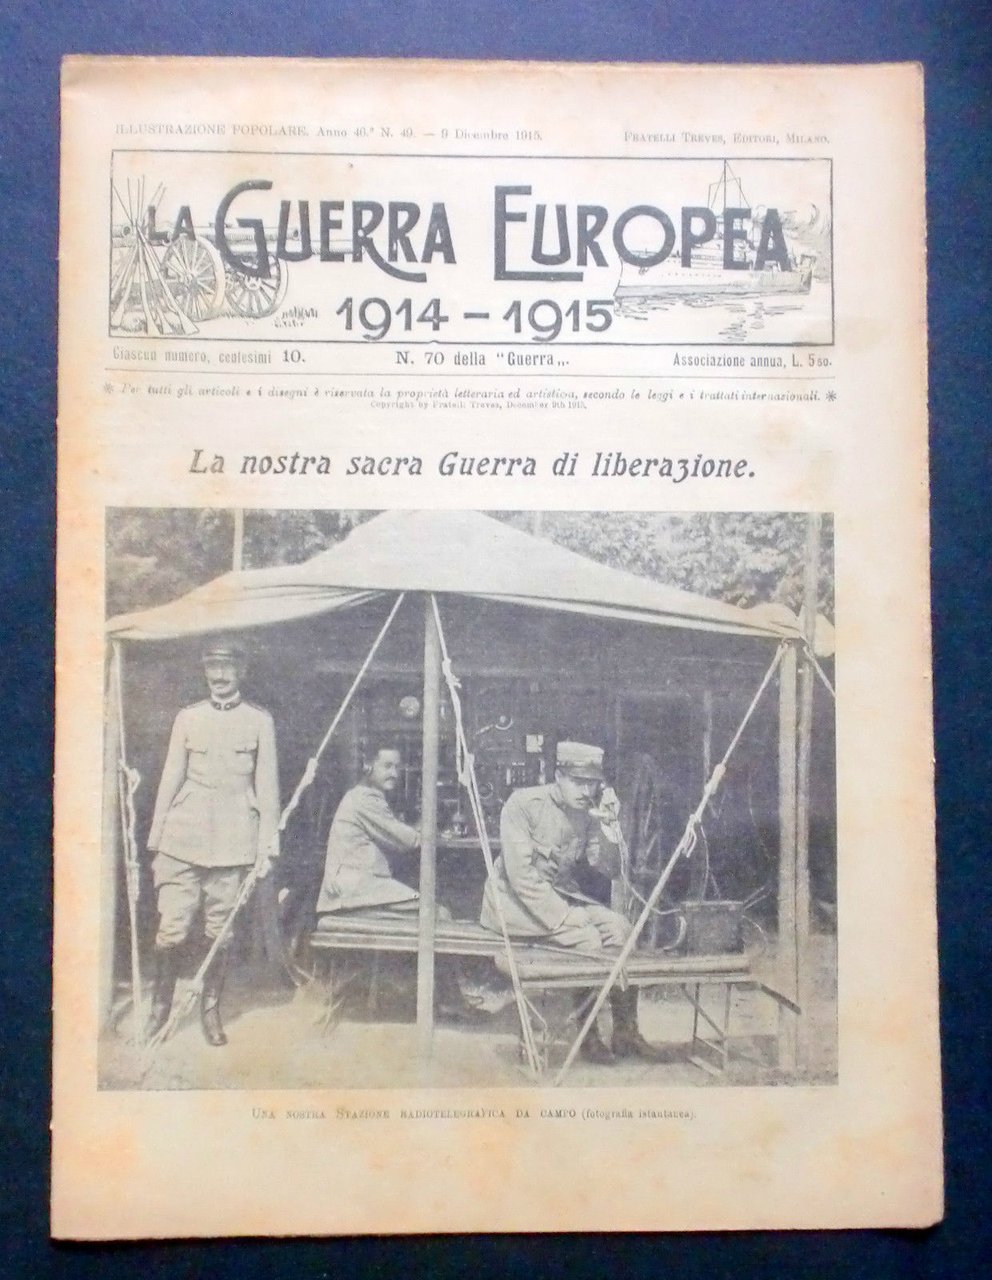 ILLUSTRAZIONE POPOLARE. Anno 46.º N. 49. — 9 Dicembre 1915. FRATELLI TREVES, EDITORI, MILANO.
LA GUERRA EUROPEA
1914 - 1915
Ciascun numero, centesimi 10. N. 70 della "Guerra„. Associazione annua, L. 5 50.
※ Per tutti gli articoli e i disegni è riservata la proprietà letteraria ed artistica, secondo le leggi e i trattati internazionali. ※
Copyright by Fratelli Treves, December 9th 1915.
La nostra sacra Guerra di liberazione.
UNA NOSTRA STAZIONE RADIOTELEGRAFICA DA CAMPO (fotografia istantanea).